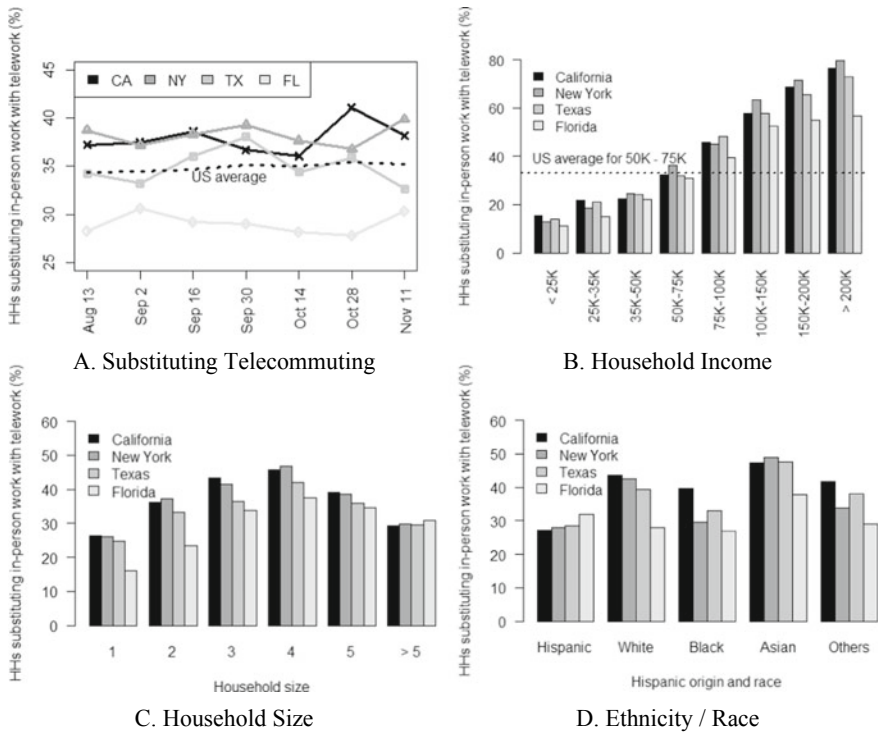 HHs substituting in-person work with telework (%)
45
40
35
30
25
CA NY TX FL
US average
Aug 13
Sep 2
Sep 16
Sep 30
Oct 14
Oct 28
Nov 11
A. Substituting Telecommuting
HHs substituting in-person work with telework (%)
80
60
40
20
0
California
New York
Texas
Florida
US average for 50K - 75K
< 25K
25K-35K
35K-50K
50K-75K
75K-100K
100K-150K
150K-200K
> 200K
B. Household Income
HHs substituting in-person work with telework (%)
60
50
40
30
20
10
0
California
New York
Texas
Florida
1
2
3
4
5
> 5
Household size
C. Household Size
HHs substituting in-person work with telework (%)
60
50
40
30
20
10
0
California
New York
Texas
Florida
Hispanic
White
Black
Asian
Others
Hispanic origin and race
D. Ethnicity / Race